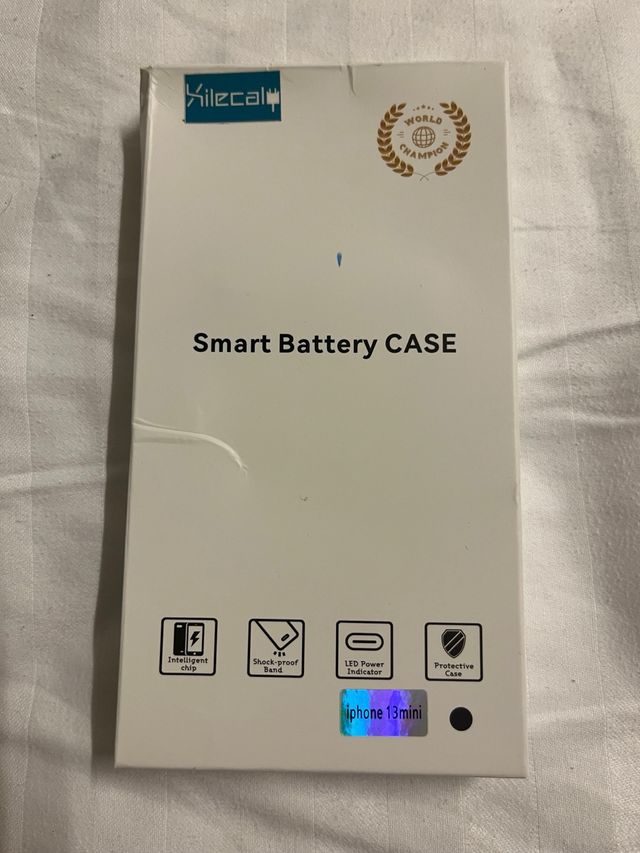 Xilecaly
WORLD
CHAMPION
Smart Battery CASE
Intelligent
chip
Shock-proof
Band
LED Power
Indicator
Protective
Case
iphone 13mini